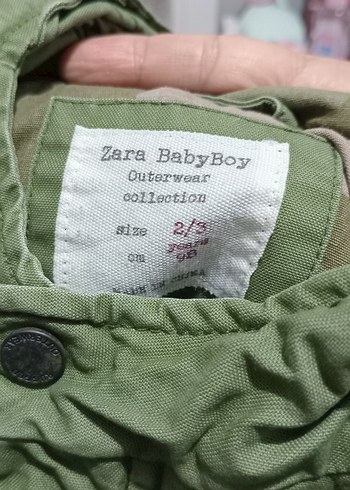 Zara BabyBoy
Outerwear
collection
size 2/3
years
cm 98
MADE IN CHINA